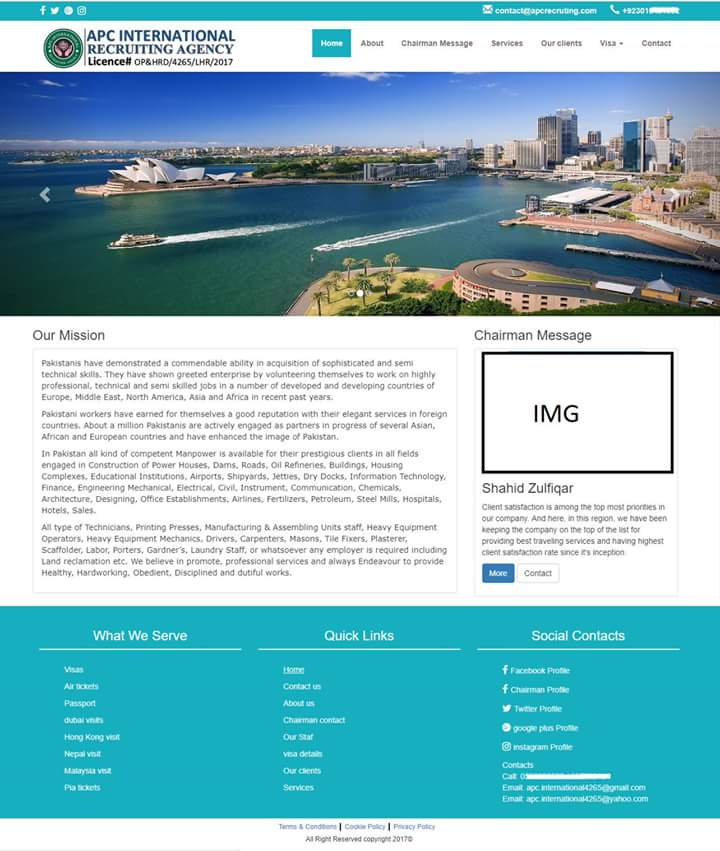 contact@apcrecruting.com
APC INTERNATIONAL
RECRUITING AGENCY
Licence# OP&HRD/4265/LHR/2017
Home
About
Chairman Message
Services
Our clients
Visa
Contact
Our Mission
Pakistanis have demonstrated a commendable ability in acquisition of sophisticated and semi
technical skills. They have shown greeted enterprise by volunteering themselves to work on highly
professional, technical and semi skilled jobs in a number of developed and developing countries of
Europe, Middle East, North America, Asia and Africa in recent past years.
Pakistani workers have earned for themselves a good reputation with their elegant services in foreign
countries. About a million Pakistanis are actively engaged as partners in progress of several Asian,
African and European countries and have enhanced the image of Pakistan.
In Pakistan all kind of competent Manpower is available for their prestigious clients in all fields
engaged in Construction of Power Houses, Dams, Roads, Oil Refineries, Buildings, Housing
Complexes, Educational Institutions, Airports, Shipyards, Jetties, Dry Docks, Information Technology,
Finance, Engineering Mechanical, Electrical, Civil, Instrument, Communication, Chemicals,
Architecture, Designing, Office Establishments, Airlines, Fertilizers, Petroleum, Steel Mills, Hospitals,
Hotels, Sales.
All type of Technicians, Printing Presses, Manufacturing & Assembling Units staff, Heavy Equipment
Operators, Heavy Equipment Mechanics, Drivers, Carpenters, Masons, Tile Fixers, Plasterer,
Scaffolder, Labor, Porters, Gardner's, Laundry Staff, or whatsoever any employer is required including
Land reclamation etc. We believe in promote, professional services and always Endeavour to provide
Healthy, Hardworking, Obedient, Disciplined and dutiful works.
Chairman Message
IMG
Shahid Zulfiqar
Client satisfaction is among the top most priorities in
our company. And here, in this region, we have been
keeping the company on the top of the list for
providing best traveling services and having highest
client satisfaction rate since it's inception.
More
Contact
What We Serve
Visas
Air tickets
Passport
dubai visits
Hong Kong visit
Nepal visit
Malaysia visit
Pia tickets
Quick Links
Home
Contact us
About us
Chairman contact
Our Staf
visa details
Our clients
Services
Social Contacts
Facebook Profile
Chairman Profile
Twitter Profile
google plus Profile
instagram Profile
Contacts
Call:
Email: apc.international4265@gmail.com
Email: apc.international4265@yahoo.com
Terms & Conditions | Cookie Policy | Privacy Policy
All Right Reserved copyright 2017©